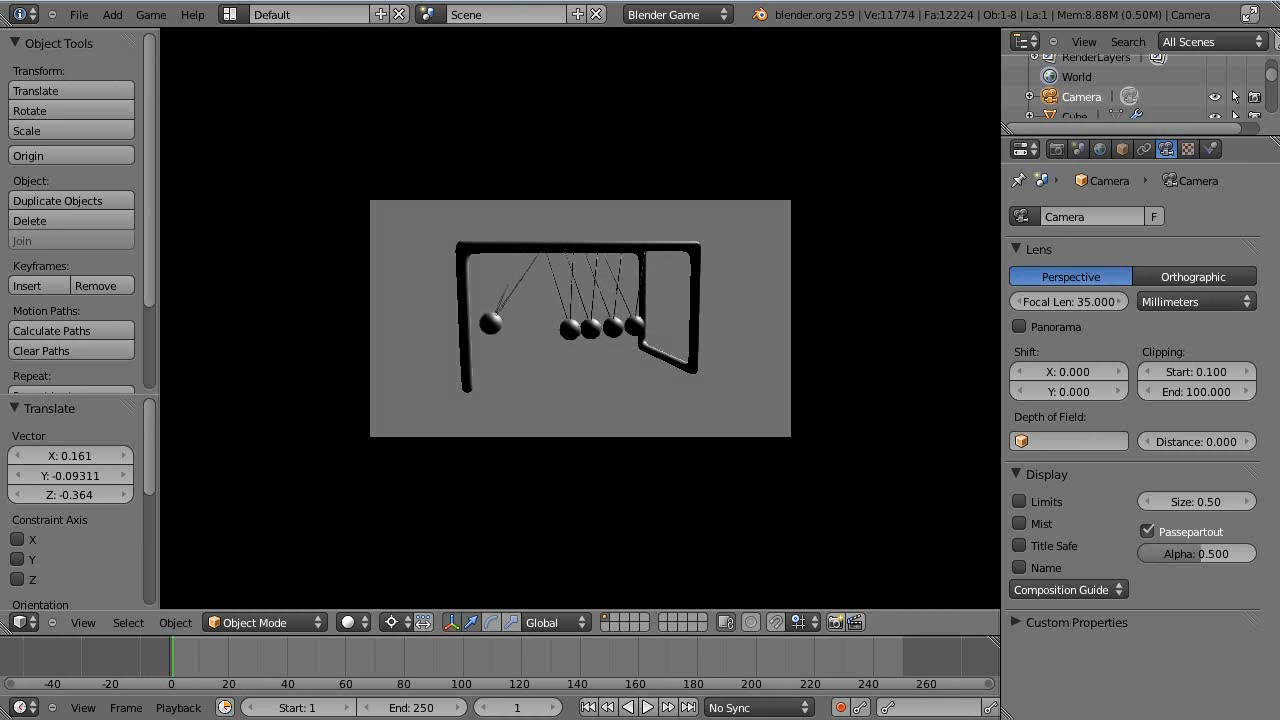 File Add Game Help Default Scene Blender Game blender.org 259 | Ve:11774 | Fa:12224 | Ob:1-8 | La:1 | Mem:8.88M (0.50M) | Camera
Object Tools
Transform:
Translate
Rotate
Scale
Origin
Object:
Duplicate Objects
Delete
Join
Keyframes:
Insert Remove
Motion Paths:
Calculate Paths
Clear Paths
Repeat:
Translate
Vector
X: 0.161
Y: -0.09311
Z: -0.364
Constraint Axis
X
Y
Z
Orientation
View Search All Scenes
RenderLayers |
World
Camera |
Cube
Camera Camera
Camera F
Lens
Perspective Orthographic
Focal Len: 35.000 Millimeters
Panorama
Shift: Clipping:
X: 0.000 Start: 0.100
Y: 0.000 End: 100.000
Depth of Field:
Distance: 0.000
Display
Limits Size: 0.50
Mist Passepartout
Title Safe Alpha: 0.500
Name
Composition Guide
Custom Properties
View Select Object Object Mode Global
-40 -20 0 20 40 60 80 100 120 140 160 180 200 220 240 260
View Frame Playback Start: 1 End: 250 1 No Sync